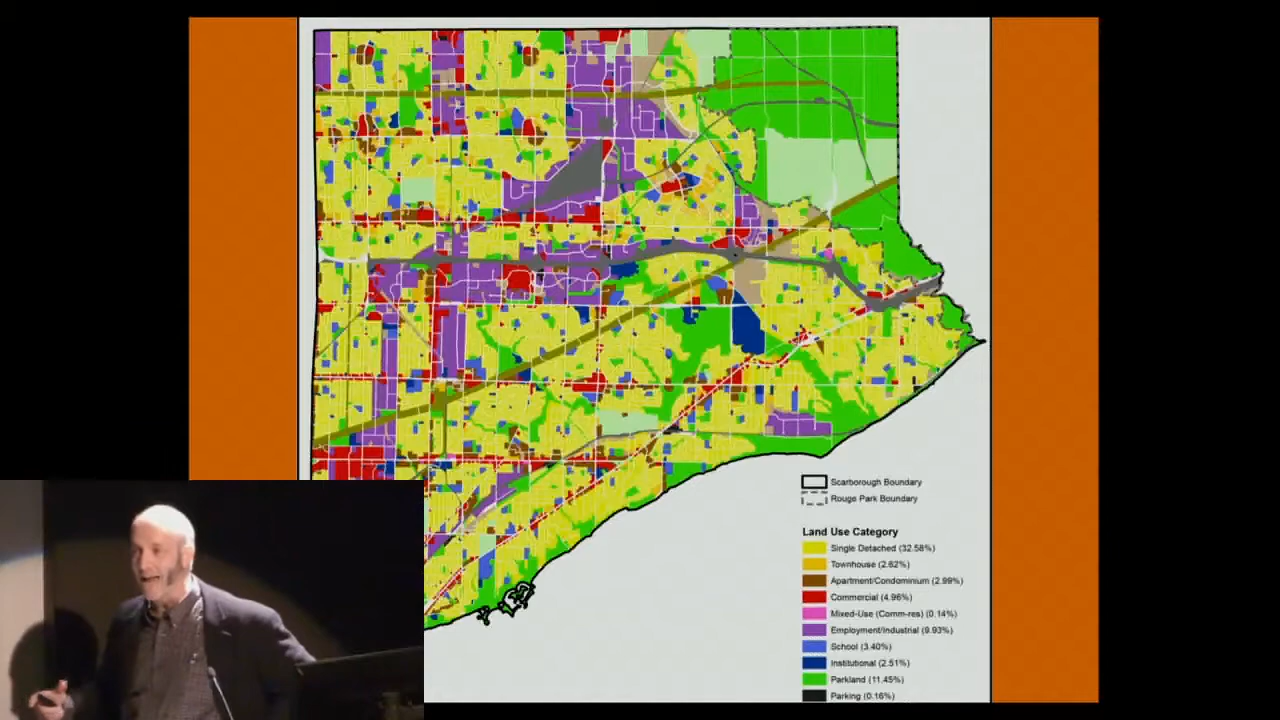 Scarborough Boundary
Rouge Park Boundary
Land Use Category
Single Detached (32.58%)
Townhouse (2.62%)
Apartment/Condominium (2.99%)
Commercial (4.96%)
Mixed-Use (Comm-res) (0.14%)
Employment/Industrial (9.93%)
School (3.40%)
Institutional (2.51%)
Parkland (11.45%)
Parking (0.16%)